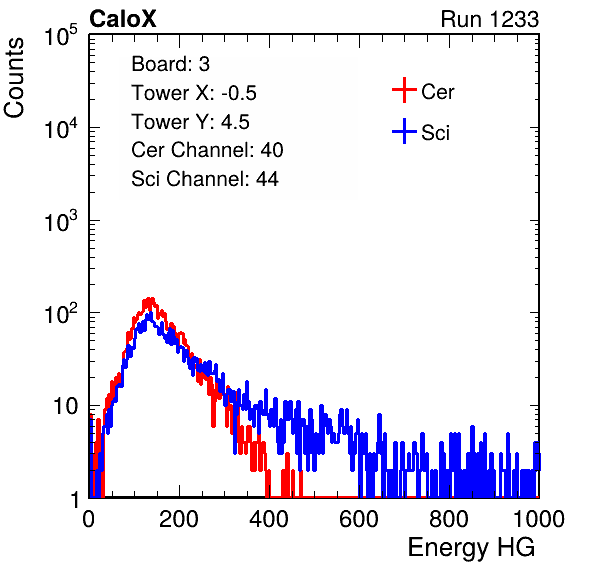 CaloX Run 1233
Counts
10^5
10^4
10^3
10^2
10
1
Board: 3
Tower X: -0.5
Tower Y: 4.5
Cer Channel: 40
Sci Channel: 44
Cer
Sci
0 200 400 600 800 1000
Energy HG